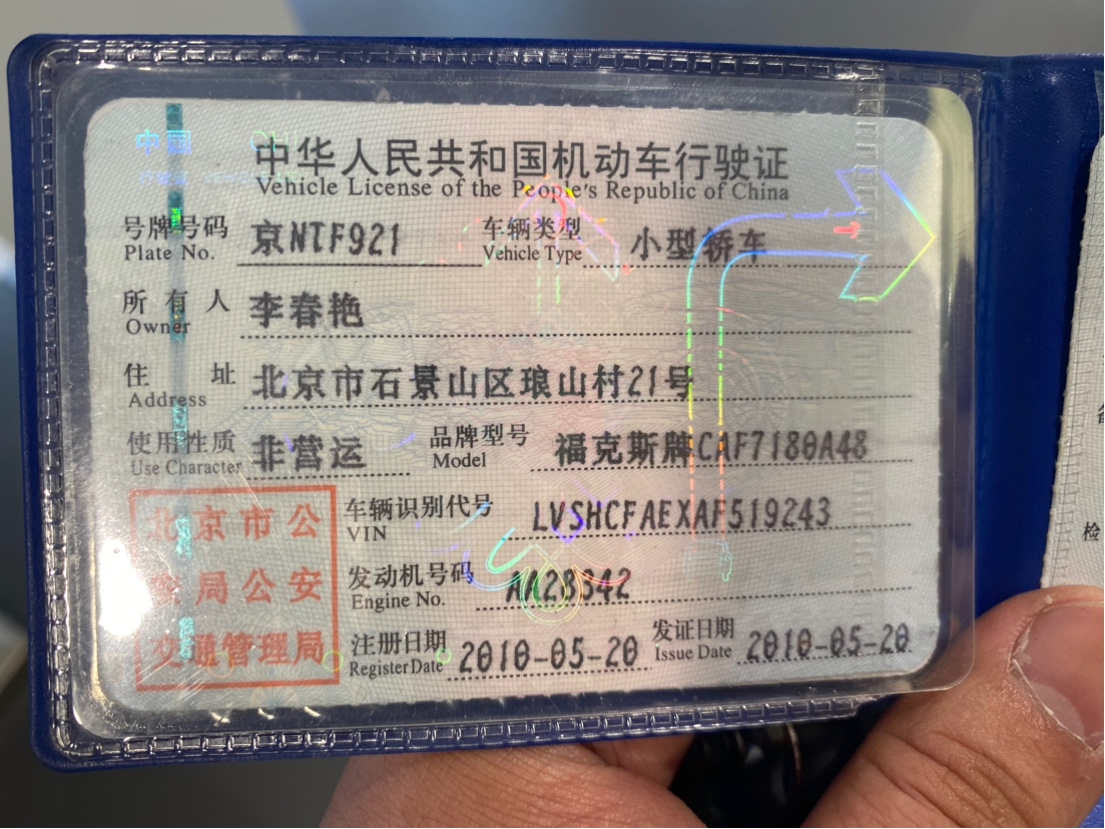 中国 CHI
中华人民共和国机动车行驶证
Vehicle License of the People's Republic of China
号牌号码 京NTF921 车辆类型 小型轿车
Plate No. Vehicle Type
所有人 李春艳
Owner
住址 北京市石景山区琅山村21号
Address
使用性质 非营运 品牌型号 福克斯牌CAF7180A48
Use Character Model
北京市公安局公安交通管理局
车辆识别代号 LVSHCFAEXAF519243
VIN
发动机号码
Engine No.
注册日期 2010-05-20 发证日期 2010-05-20
Register Date Issue Date
检